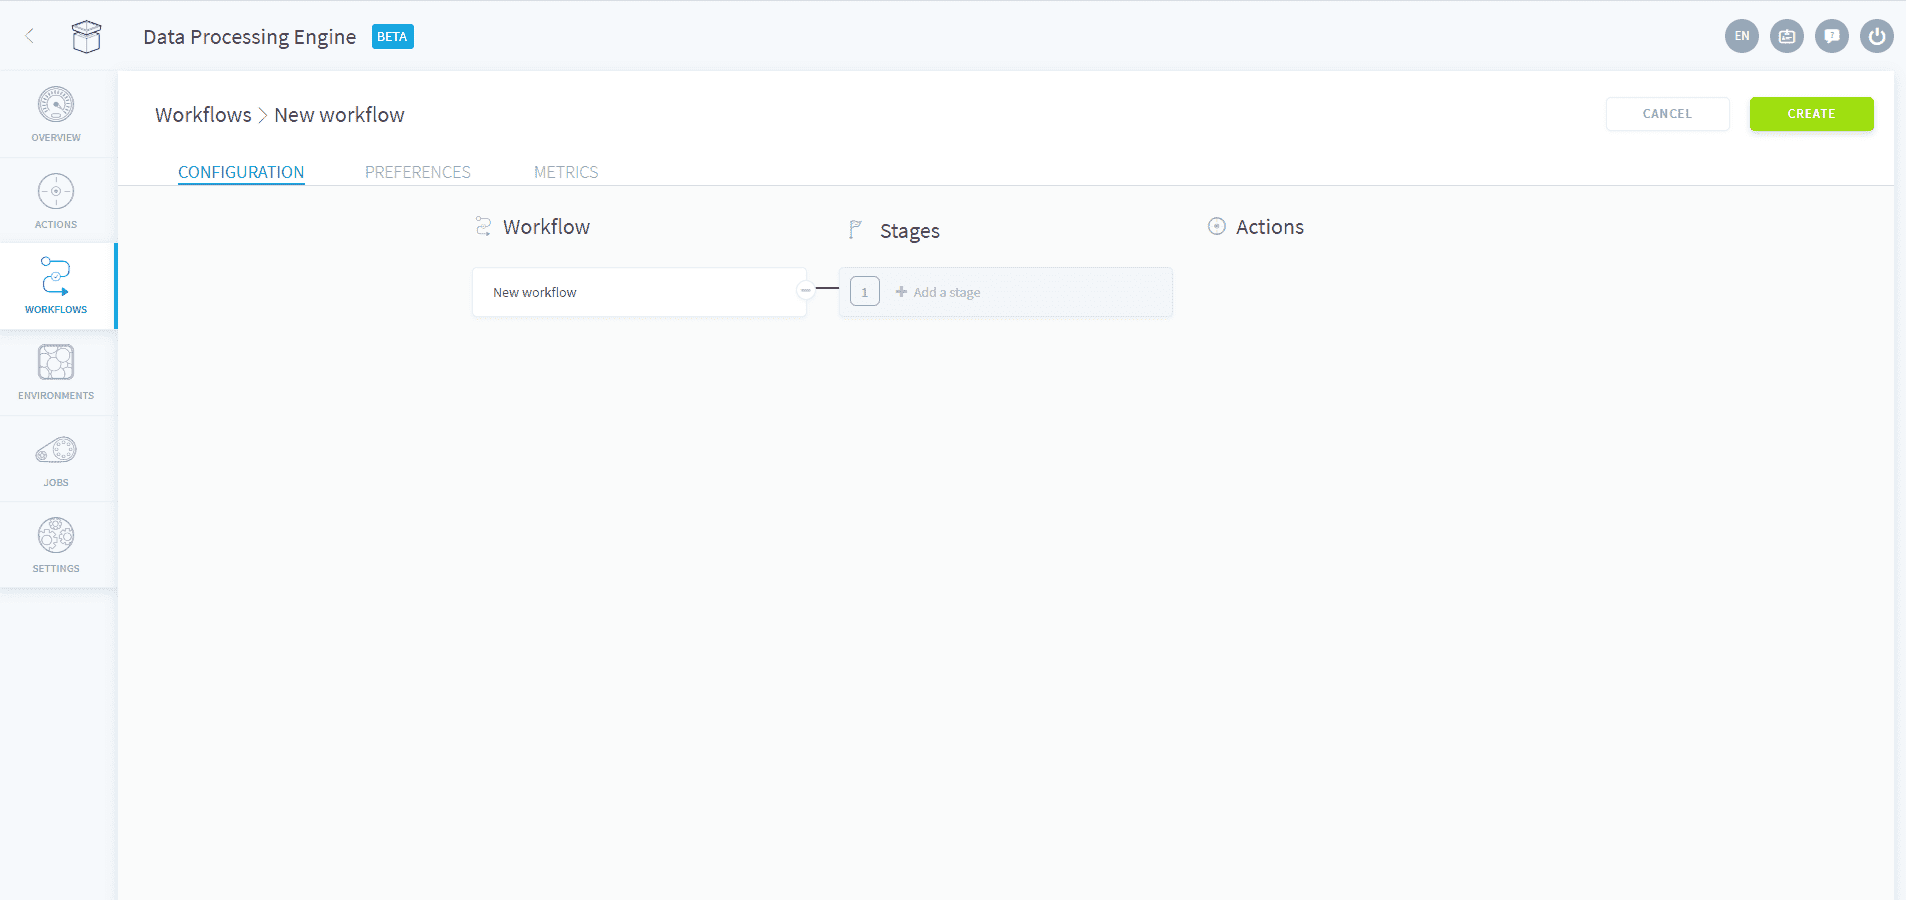 Data Processing Engine BETA
EN
OVERVIEW
ACTIONS
WORKFLOWS
ENVIRONMENTS
JOBS
SETTINGS
Workflows > New workflow
CANCEL
CREATE
CONFIGURATION PREFERENCES METRICS
Workflow Stages Actions
New workflow
1 + Add a stage